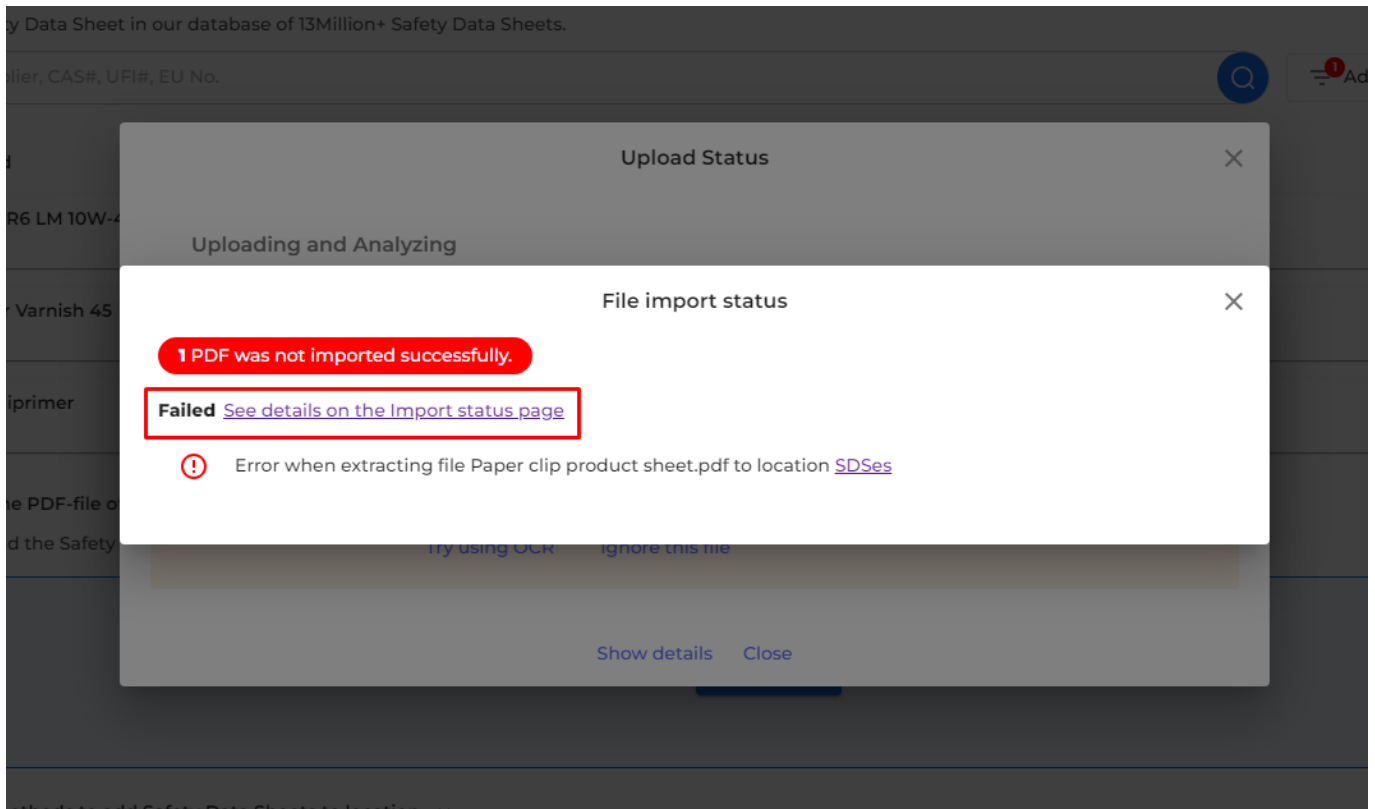 ty Data Sheet in our database of 13Million+ Safety Data Sheets.
plier, CAS#, UFI#, EU No.
1
Ad
d
Upload Status
R6 LM 10W-4
Uploading and Analyzing
File import status
r Varnish 45
1 PDF was not imported successfully.
iprimer
Failed See details on the Import status page
Error when extracting file Paper clip product sheet.pdf to location SDSes
he PDF-file o
d the Safety
Try using OCR Ignore this file
Show details Close
ethods to add Safety Data Sheets to location